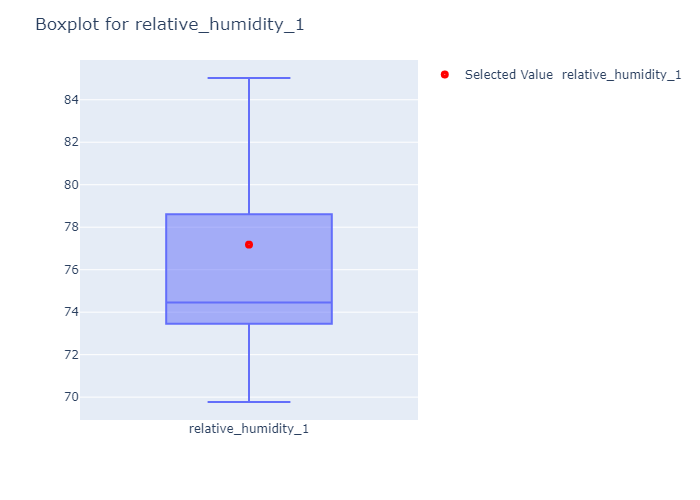 Boxplot for relative_humidity_1
Selected Value relative_humidity_1
84
82
80
78
76
74
72
70
relative_humidity_1